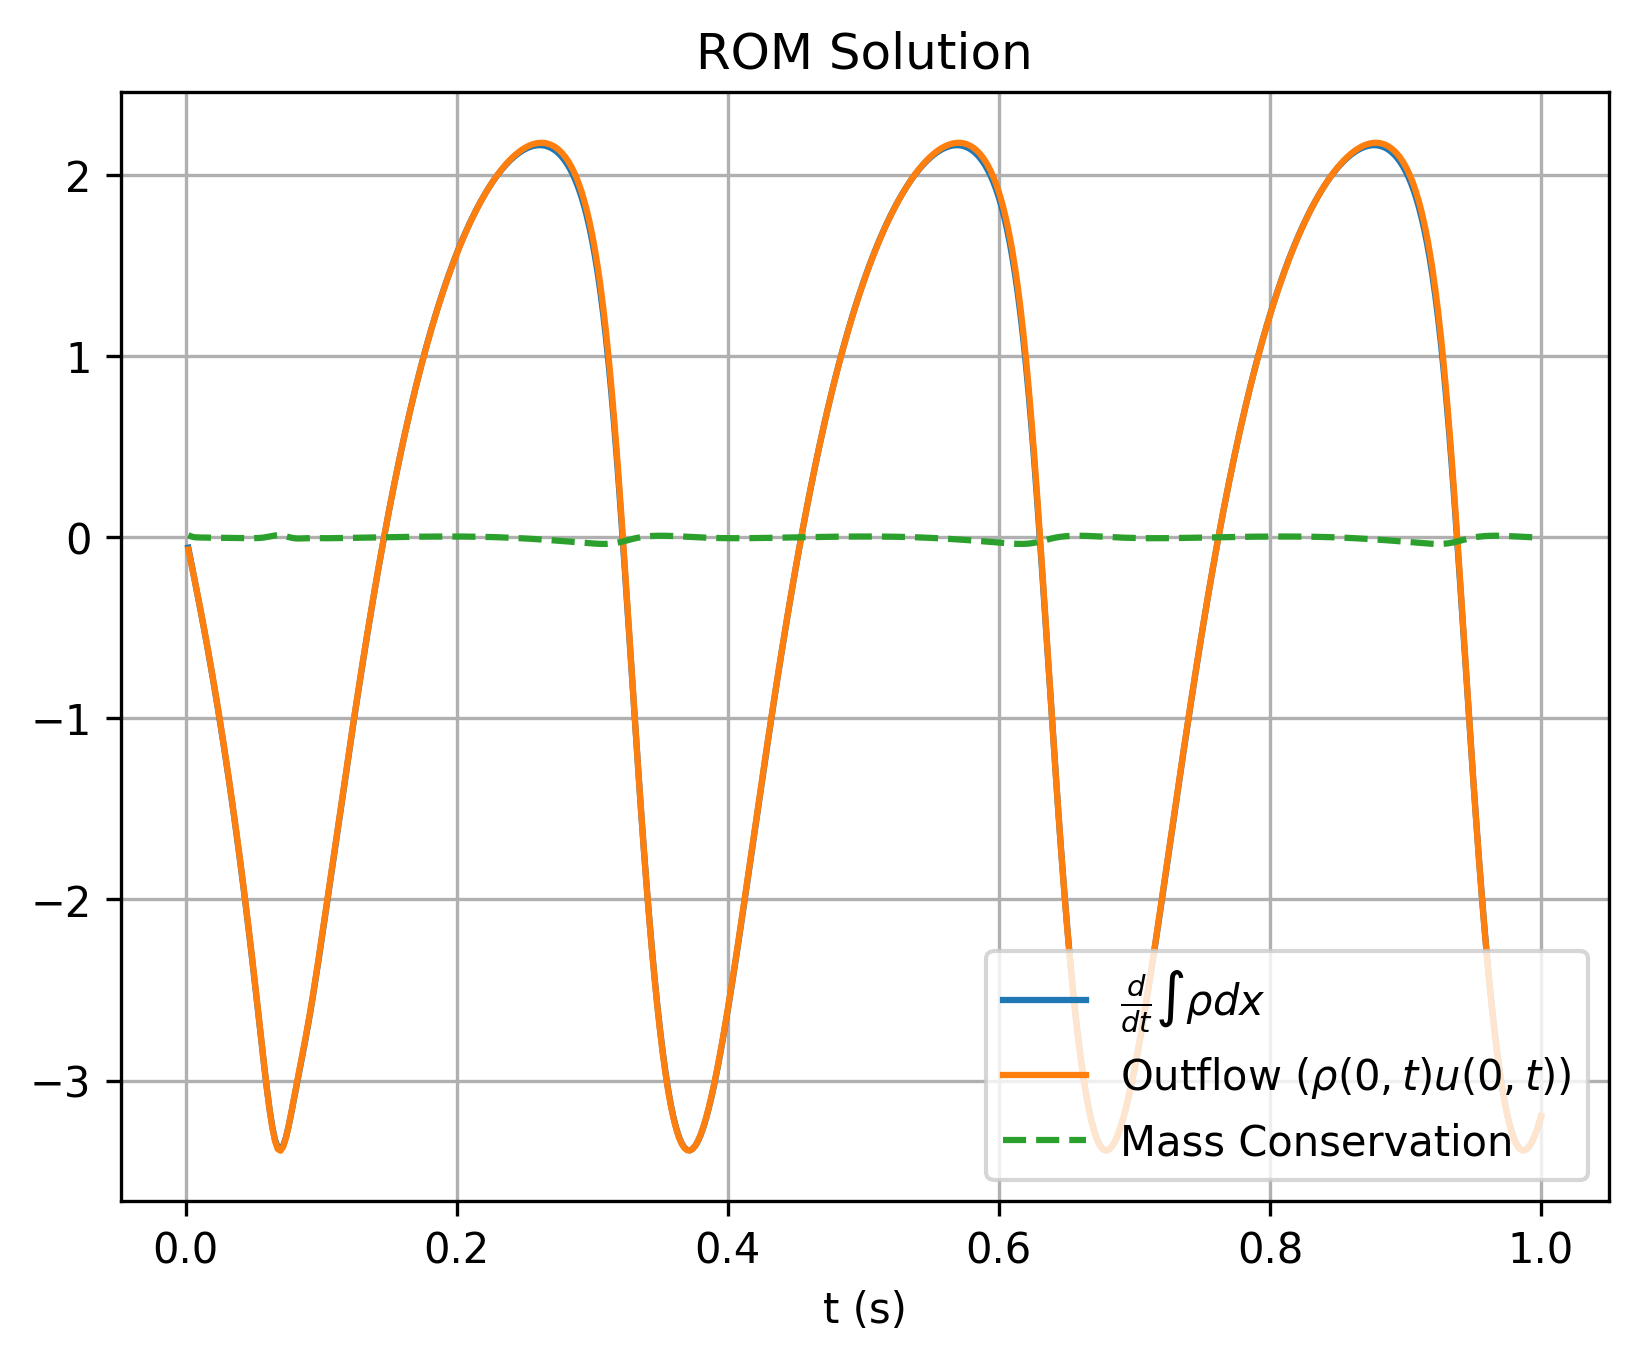 ROM Solution
2
1
0
−1
−2
−3
d/dt ∫ρdx
Outflow (ρ(0, t)u(0, t))
Mass Conservation
0.0 0.2 0.4 0.6 0.8 1.0
t (s)